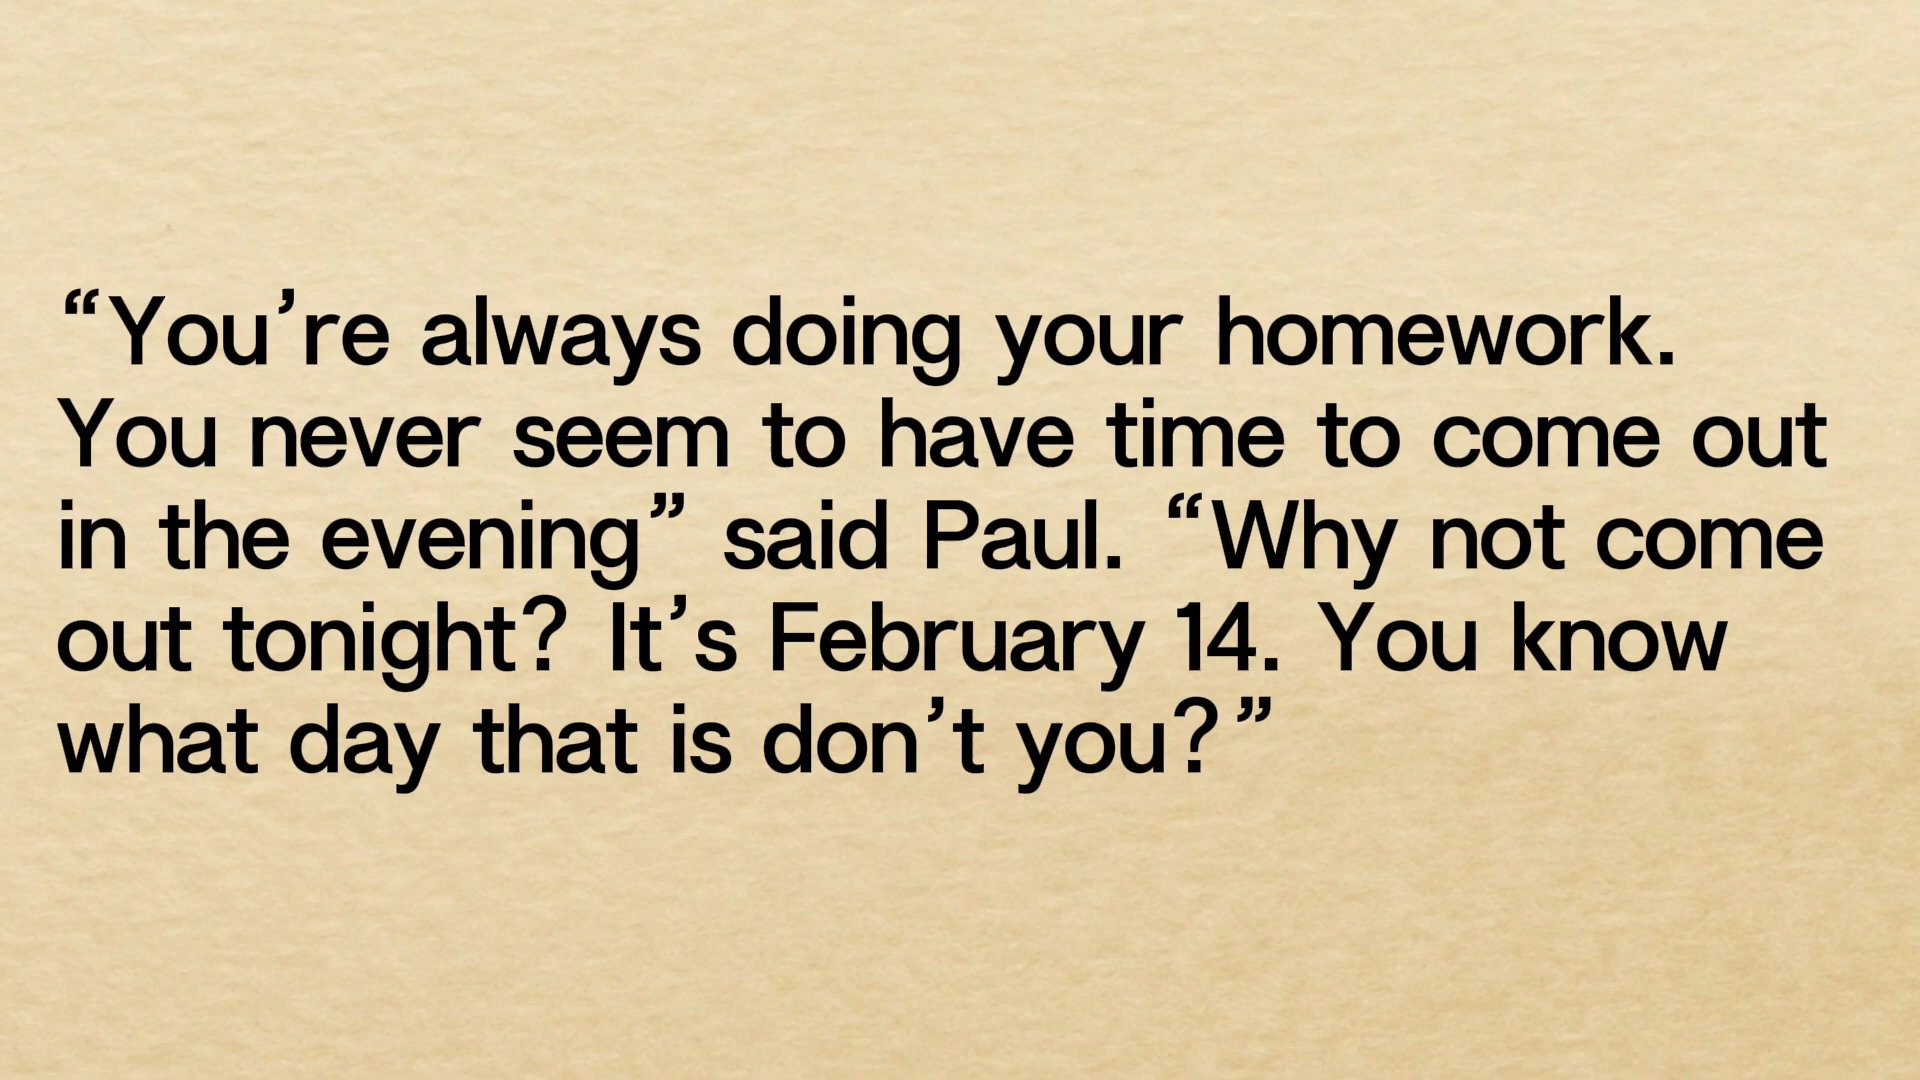 “You’re always doing your homework.
You never seem to have time to come out
in the evening” said Paul. “Why not come
out tonight? It’s February 14. You know
what day that is don’t you?”